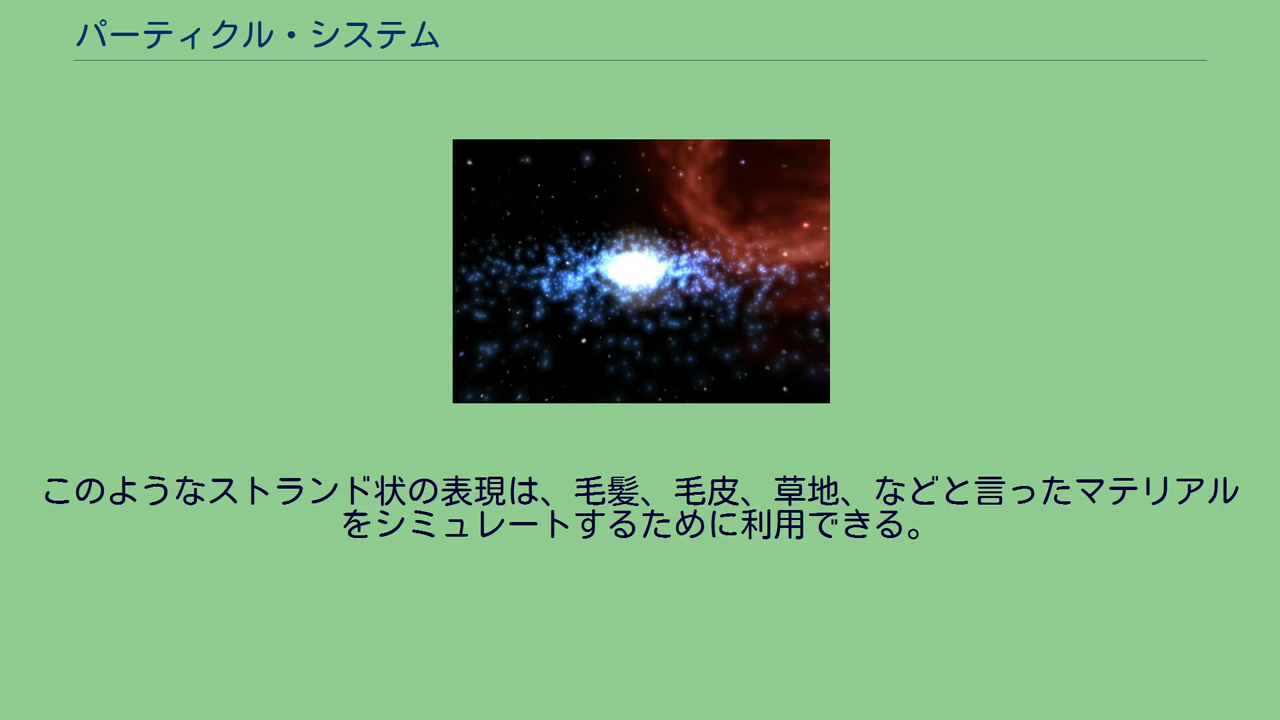 パーティクル・システム
このようなストランド状の表現は、毛髪、毛皮、草地、などと言ったマテリアル
をシミュレートするために利用できる。